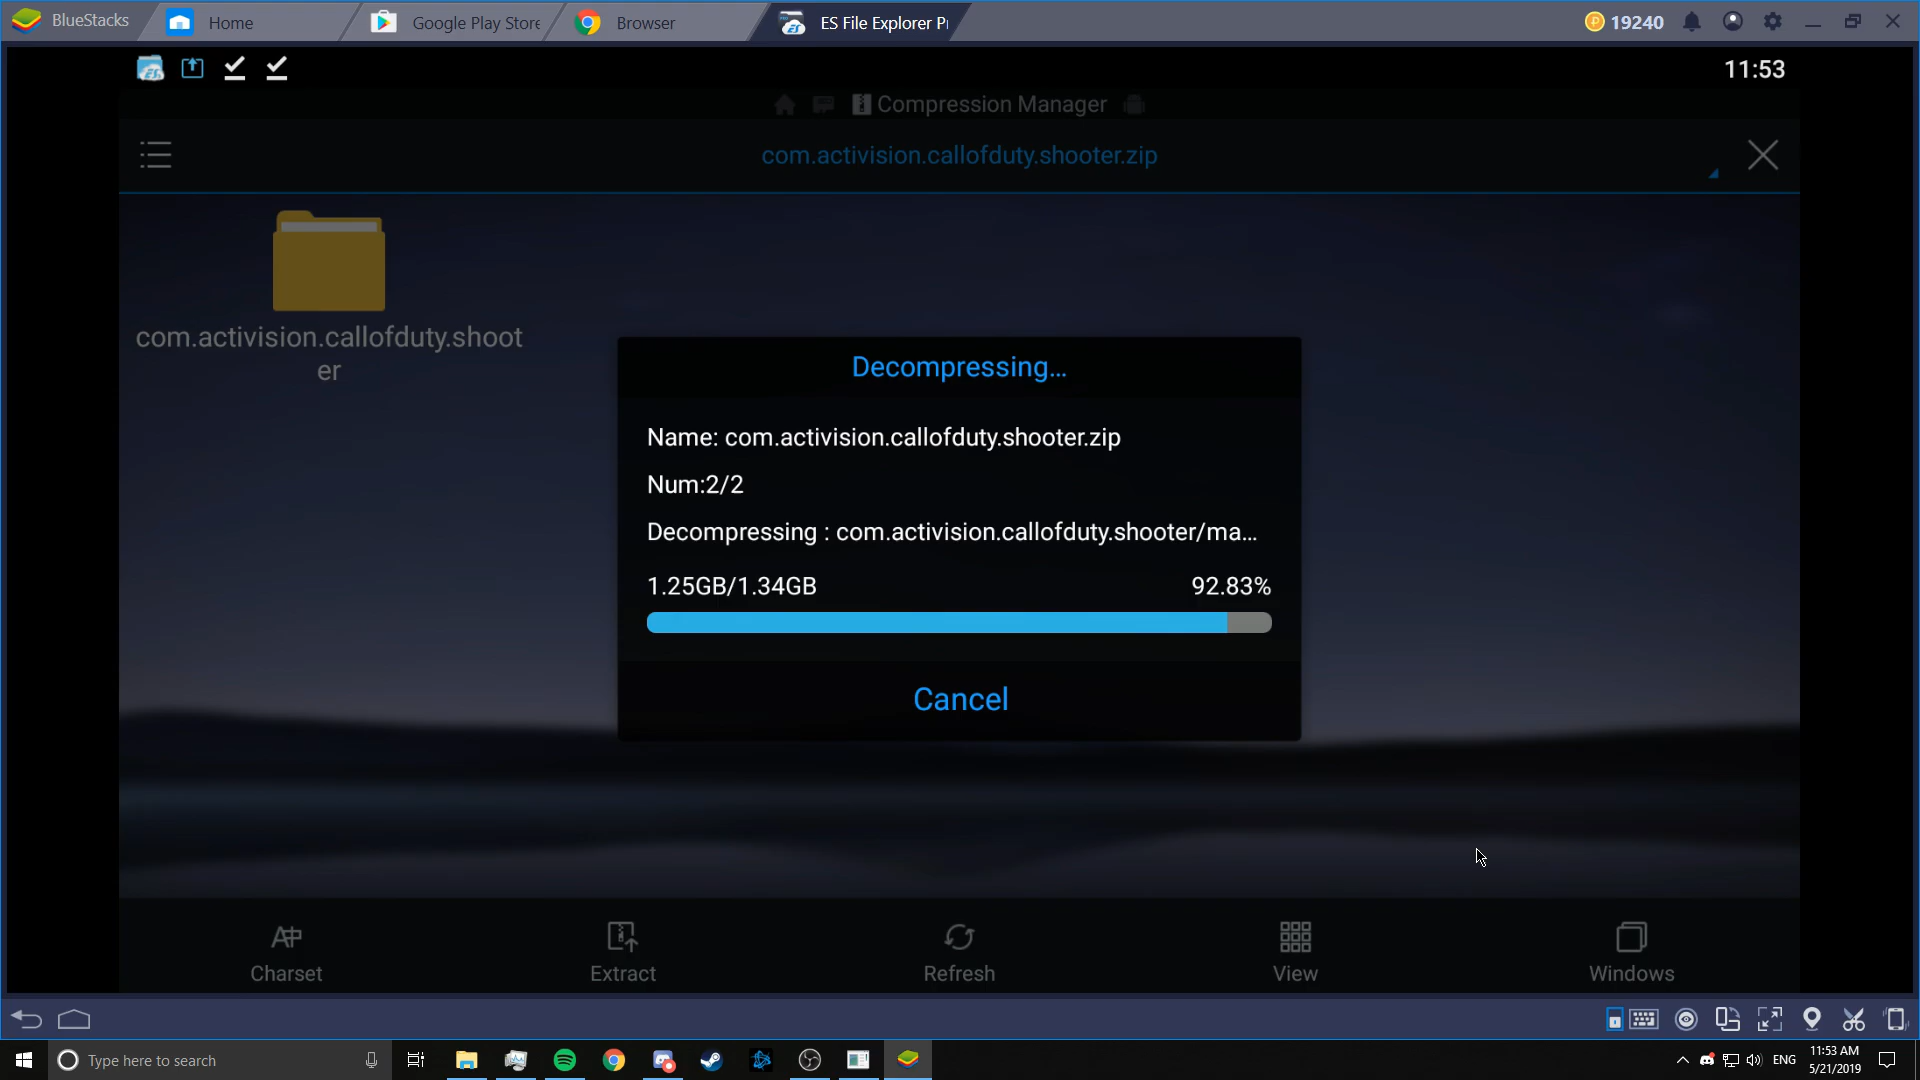 BlueStacks
Home
Google Play Store
Browser
ES File Explorer Pr
19240
11:53
Compression Manager
com.activision.callofduty.shooter.zip
com.activision.callofduty.shoot
er
Decompressing...
Name: com.activision.callofduty.shooter.zip
Num:2/2
Decompressing : com.activision.callofduty.shooter/ma...
1.25GB/1.34GB
92.83%
Cancel
Charset
Extract
Refresh
View
Windows
Type here to search
ENG
11:53 AM
5/21/2019